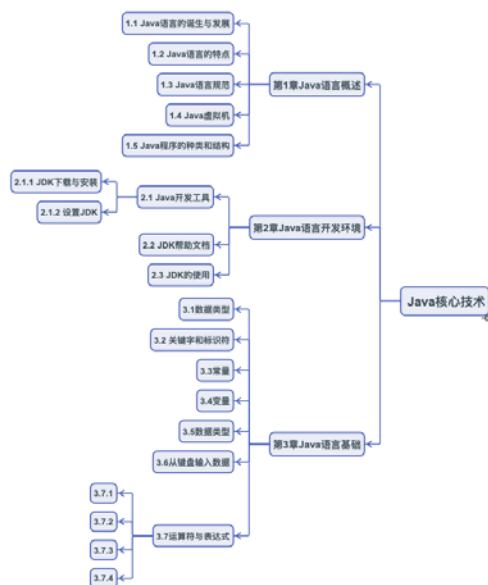 Java核心技术
第1章Java语言概述
1.1 Java语言的诞生与发展
1.2 Java语言的特点
1.3 Java语言规范
1.4 Java虚拟机
1.5 Java程序的种类和结构
第2章Java语言开发环境
2.1 Java开发工具
2.1.1 JDK下载与安装
2.1.2 设置JDK
2.2 JDK帮助文档
2.3 JDK的使用
第3章Java语言基础
3.1数据类型
3.2 关键字和标识符
3.3常量
3.4变量
3.5数据类型
3.6从键盘输入数据
3.7运算符与表达式
3.7.1
3.7.2
3.7.3
3.7.4